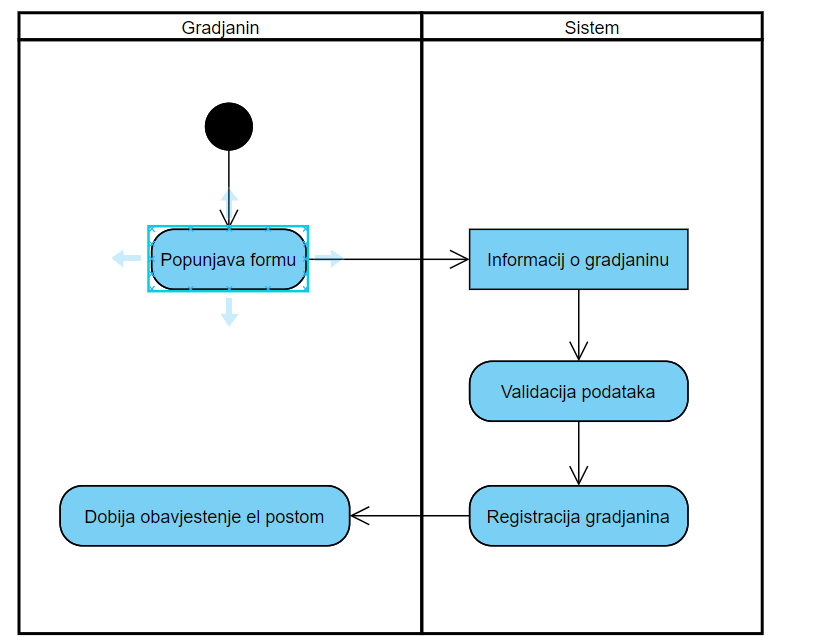 Gradjanin
Sistem
Popunjava formu
Informacij o gradjaninu
Validacija podataka
Dobija obavjestenje el postom
Registracija gradjanina